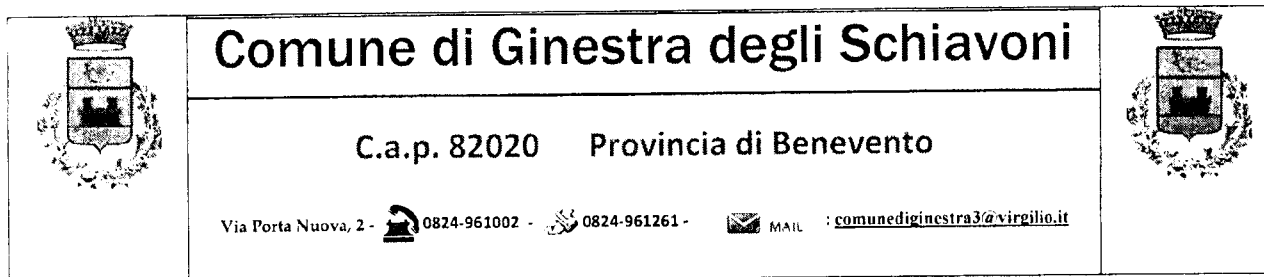 Comune di Ginestra degli Schiavoni
C.a.p. 82020 Provincia di Benevento
Via Porta Nuova, 2 - 0824-961002 - 0824-961261 - MAIL : comunediginestra3@virgilio.it